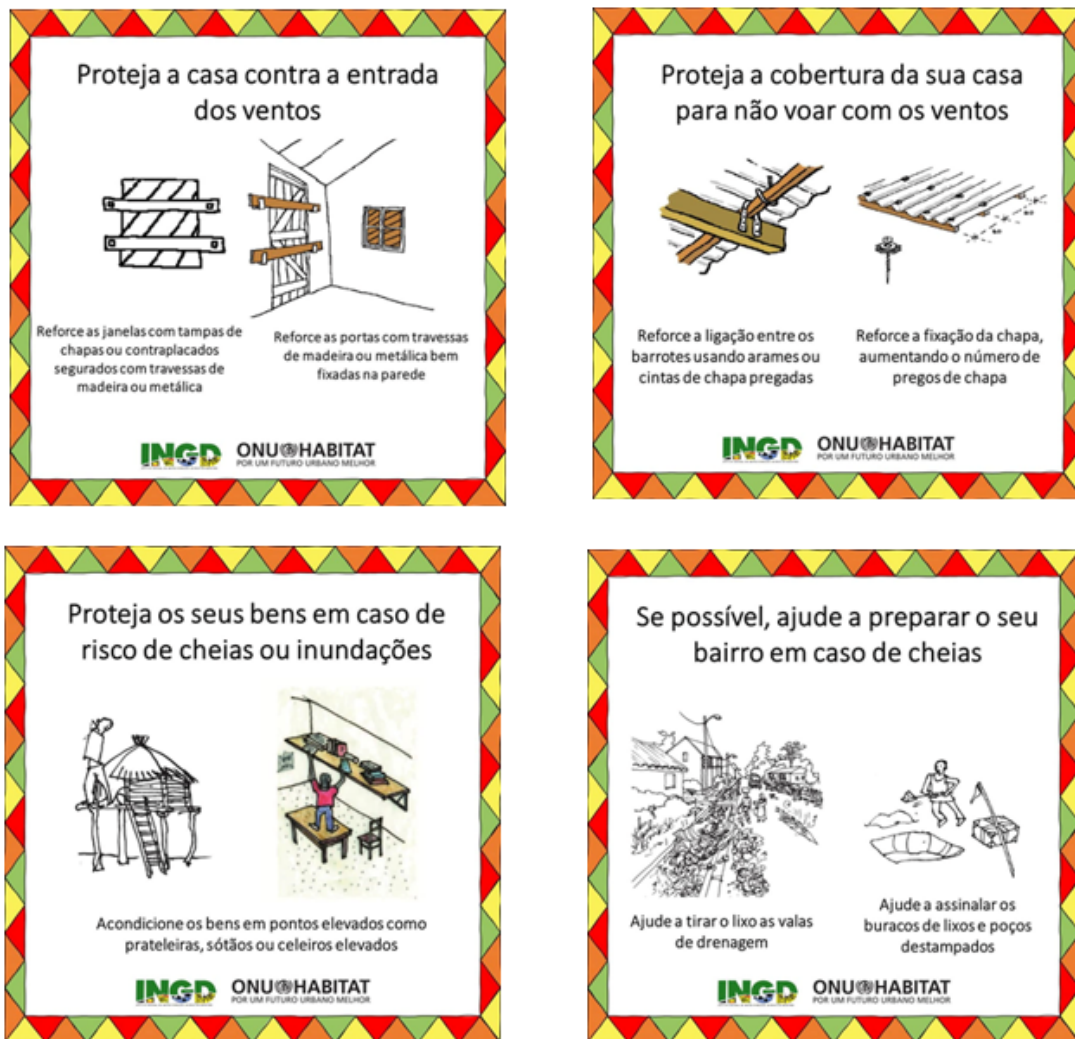 Proteja a casa contra a entrada
dos ventos
Reforce as janelas com tampas de
chapas ou contraplacados
segurados com travessas de
madeira ou metálica
Reforce as portas com travessas
de madeira ou metálica bem
fixadas na parede
INGD
ONU HABITAT
POR UM FUTURO URBANO MELHOR
Proteja a cobertura da sua casa
para não voar com os ventos
Reforce a ligação entre os
barrotes usando arames ou
cintas de chapa pregadas
Reforce a fixação da chapa,
aumentando o número de
pregos de chapa
INGD
ONU HABITAT
POR UM FUTURO URBANO MELHOR
Proteja os seus bens em caso de
risco de cheias ou inundações
Acondicione os bens em pontos elevados como
prateleiras, sótãos ou celeiros elevados
INGD
ONU HABITAT
POR UM FUTURO URBANO MELHOR
Se possível, ajude a preparar o seu
bairro em caso de cheias
Ajude a tirar o lixo as valas
de drenagem
Ajude a assinalar os
buracos de lixos e poços
destampados
INGD
ONU HABITAT
POR UM FUTURO URBANO MELHOR